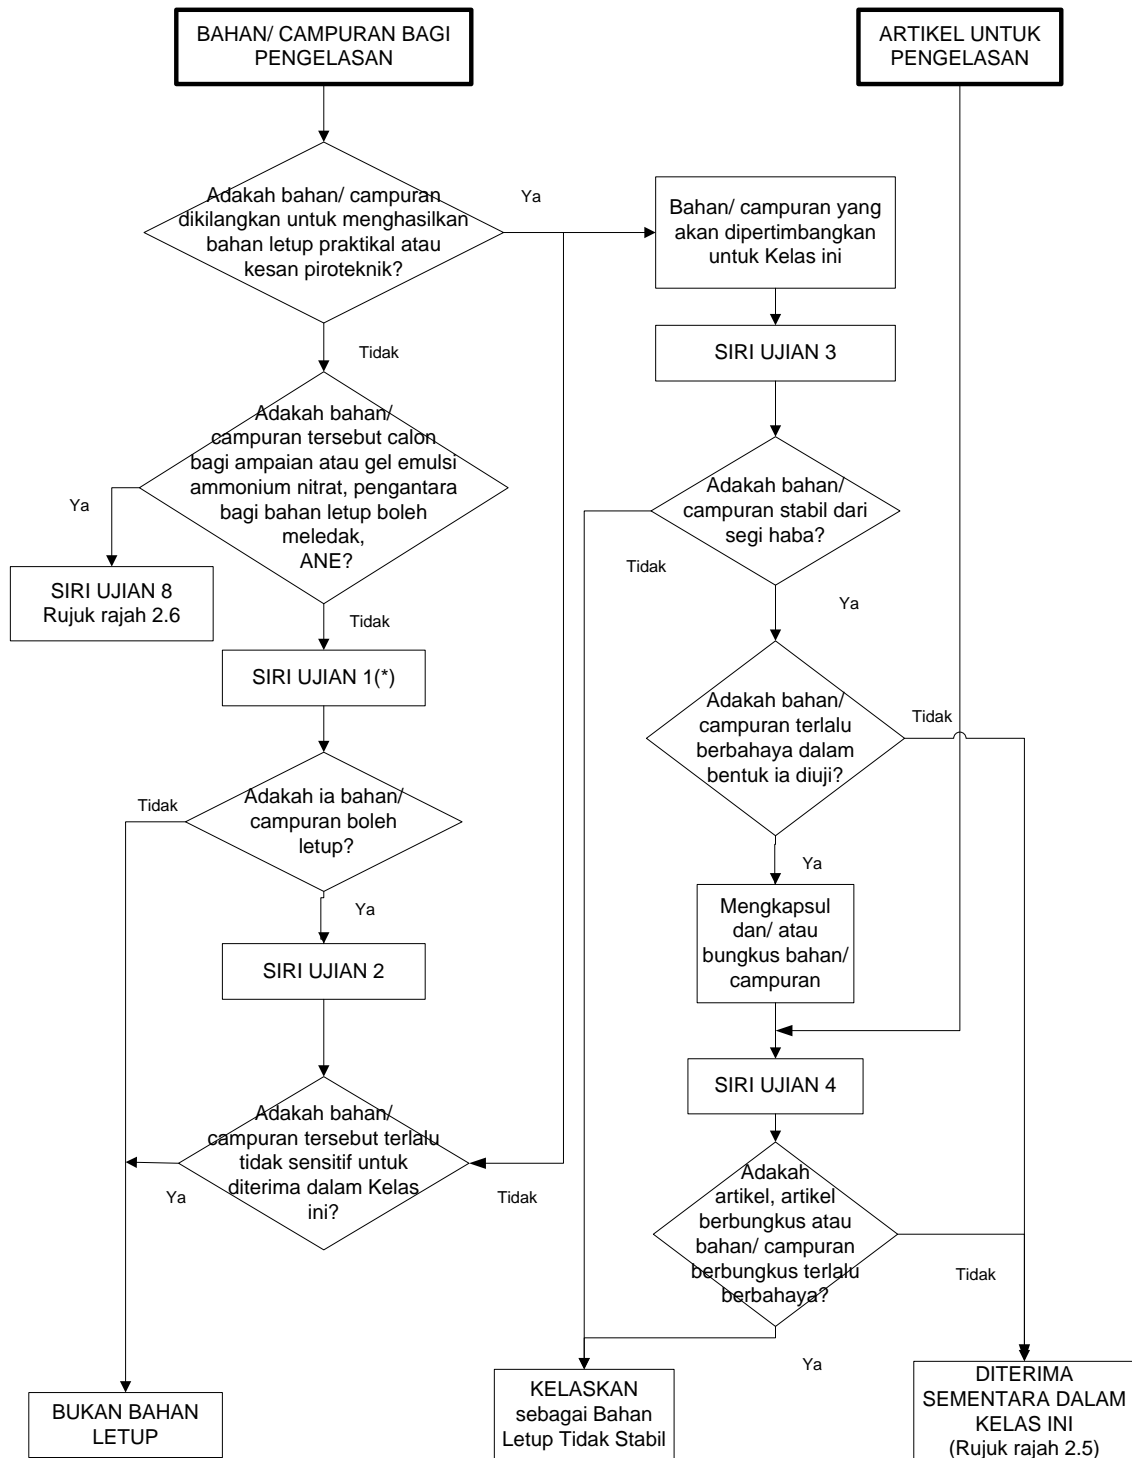 BAHAN/ CAMPURAN BAGI
PENGELASAN
ARTIKEL UNTUK
PENGELASAN
Adakah bahan/ campuran
dikilangkan untuk menghasilkan
bahan letup praktikal atau
kesan piroteknik?
Ya
Bahan/ campuran yang
akan dipertimbangkan
untuk Kelas ini
Tidak
SIRI UJIAN 3
Adakah bahan/
campuran tersebut calon
bagi ampaian atau gel emulsi
ammonium nitrat, pengantara
bagi bahan letup boleh
meledak,
ANE?
Ya
Adakah bahan/
campuran stabil dari
segi haba?
Tidak
Ya
SIRI UJIAN 8
Rujuk rajah 2.6
Tidak
SIRI UJIAN 1(*)
Adakah bahan/
campuran terlalu
berbahaya dalam
bentuk ia diuji?
Tidak
Ya
Adakah ia bahan/
campuran boleh
letup?
Tidak
Ya
Mengkapsul
dan/ atau
bungkus bahan/
campuran
SIRI UJIAN 2
SIRI UJIAN 4
Adakah bahan/
campuran tersebut terlalu
tidak sensitif untuk
diterima dalam Kelas
ini?
Ya
Tidak
Adakah
artikel, artikel
berbungkus atau
bahan/ campuran
berbungkus terlalu
berbahaya?
Tidak
Ya
BUKAN BAHAN
LETUP
KELASKAN
sebagai Bahan
Letup Tidak Stabil
DITERIMA
SEMENTARA DALAM
KELAS INI
(Rujuk rajah 2.5)